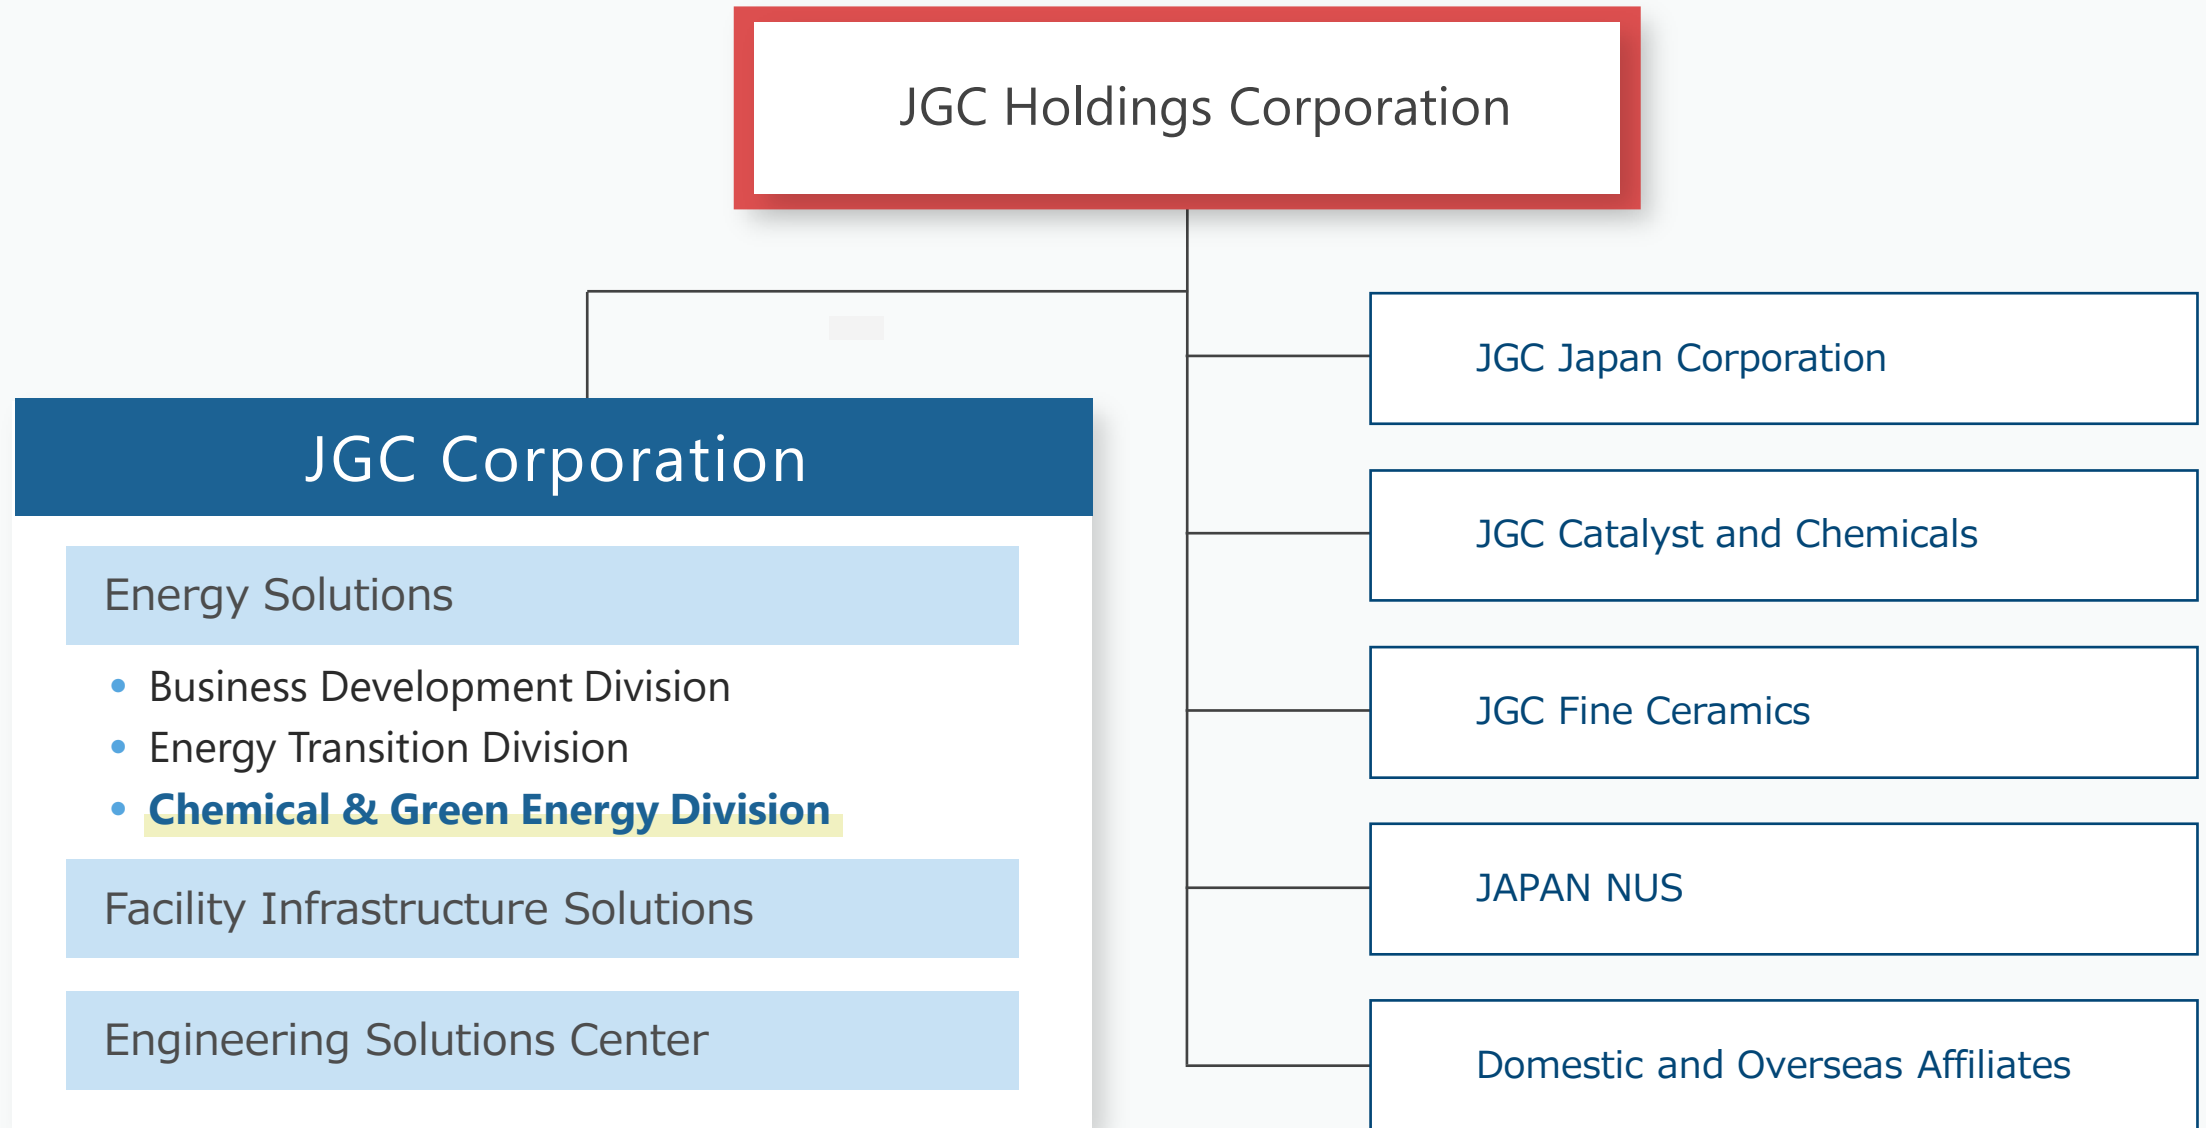 JGC Holdings Corporation
JGC Corporation
Energy Solutions
• Business Development Division
• Energy Transition Division
• Chemical & Green Energy Division
Facility Infrastructure Solutions
Engineering Solutions Center
JGC Japan Corporation
JGC Catalyst and Chemicals
JGC Fine Ceramics
JAPAN NUS
Domestic and Overseas Affiliates